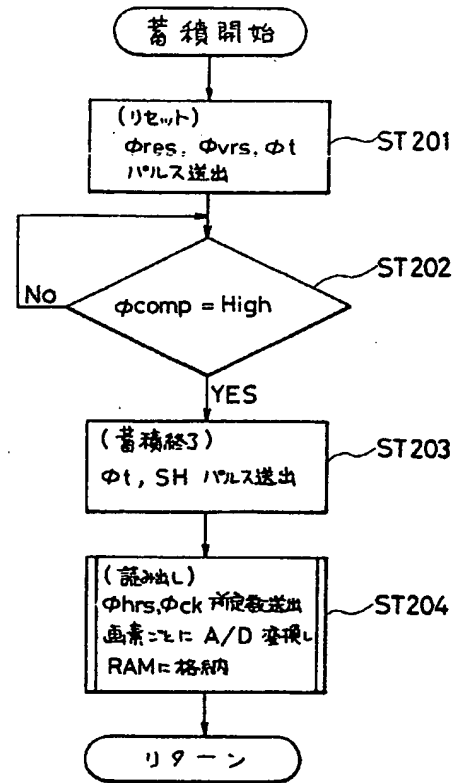 蓄積開始
(リセット)
ϕres, ϕvrs, ϕt
パルス送出
ST201
ST202
No
ϕcomp = High
YES
(蓄積終了)
ϕt, SH パルス送出
ST203
(読み出し)
ϕhrs, ϕck 所定数送出
画素ごとに A/D 変換し
RAMに格納
ST204
リターン